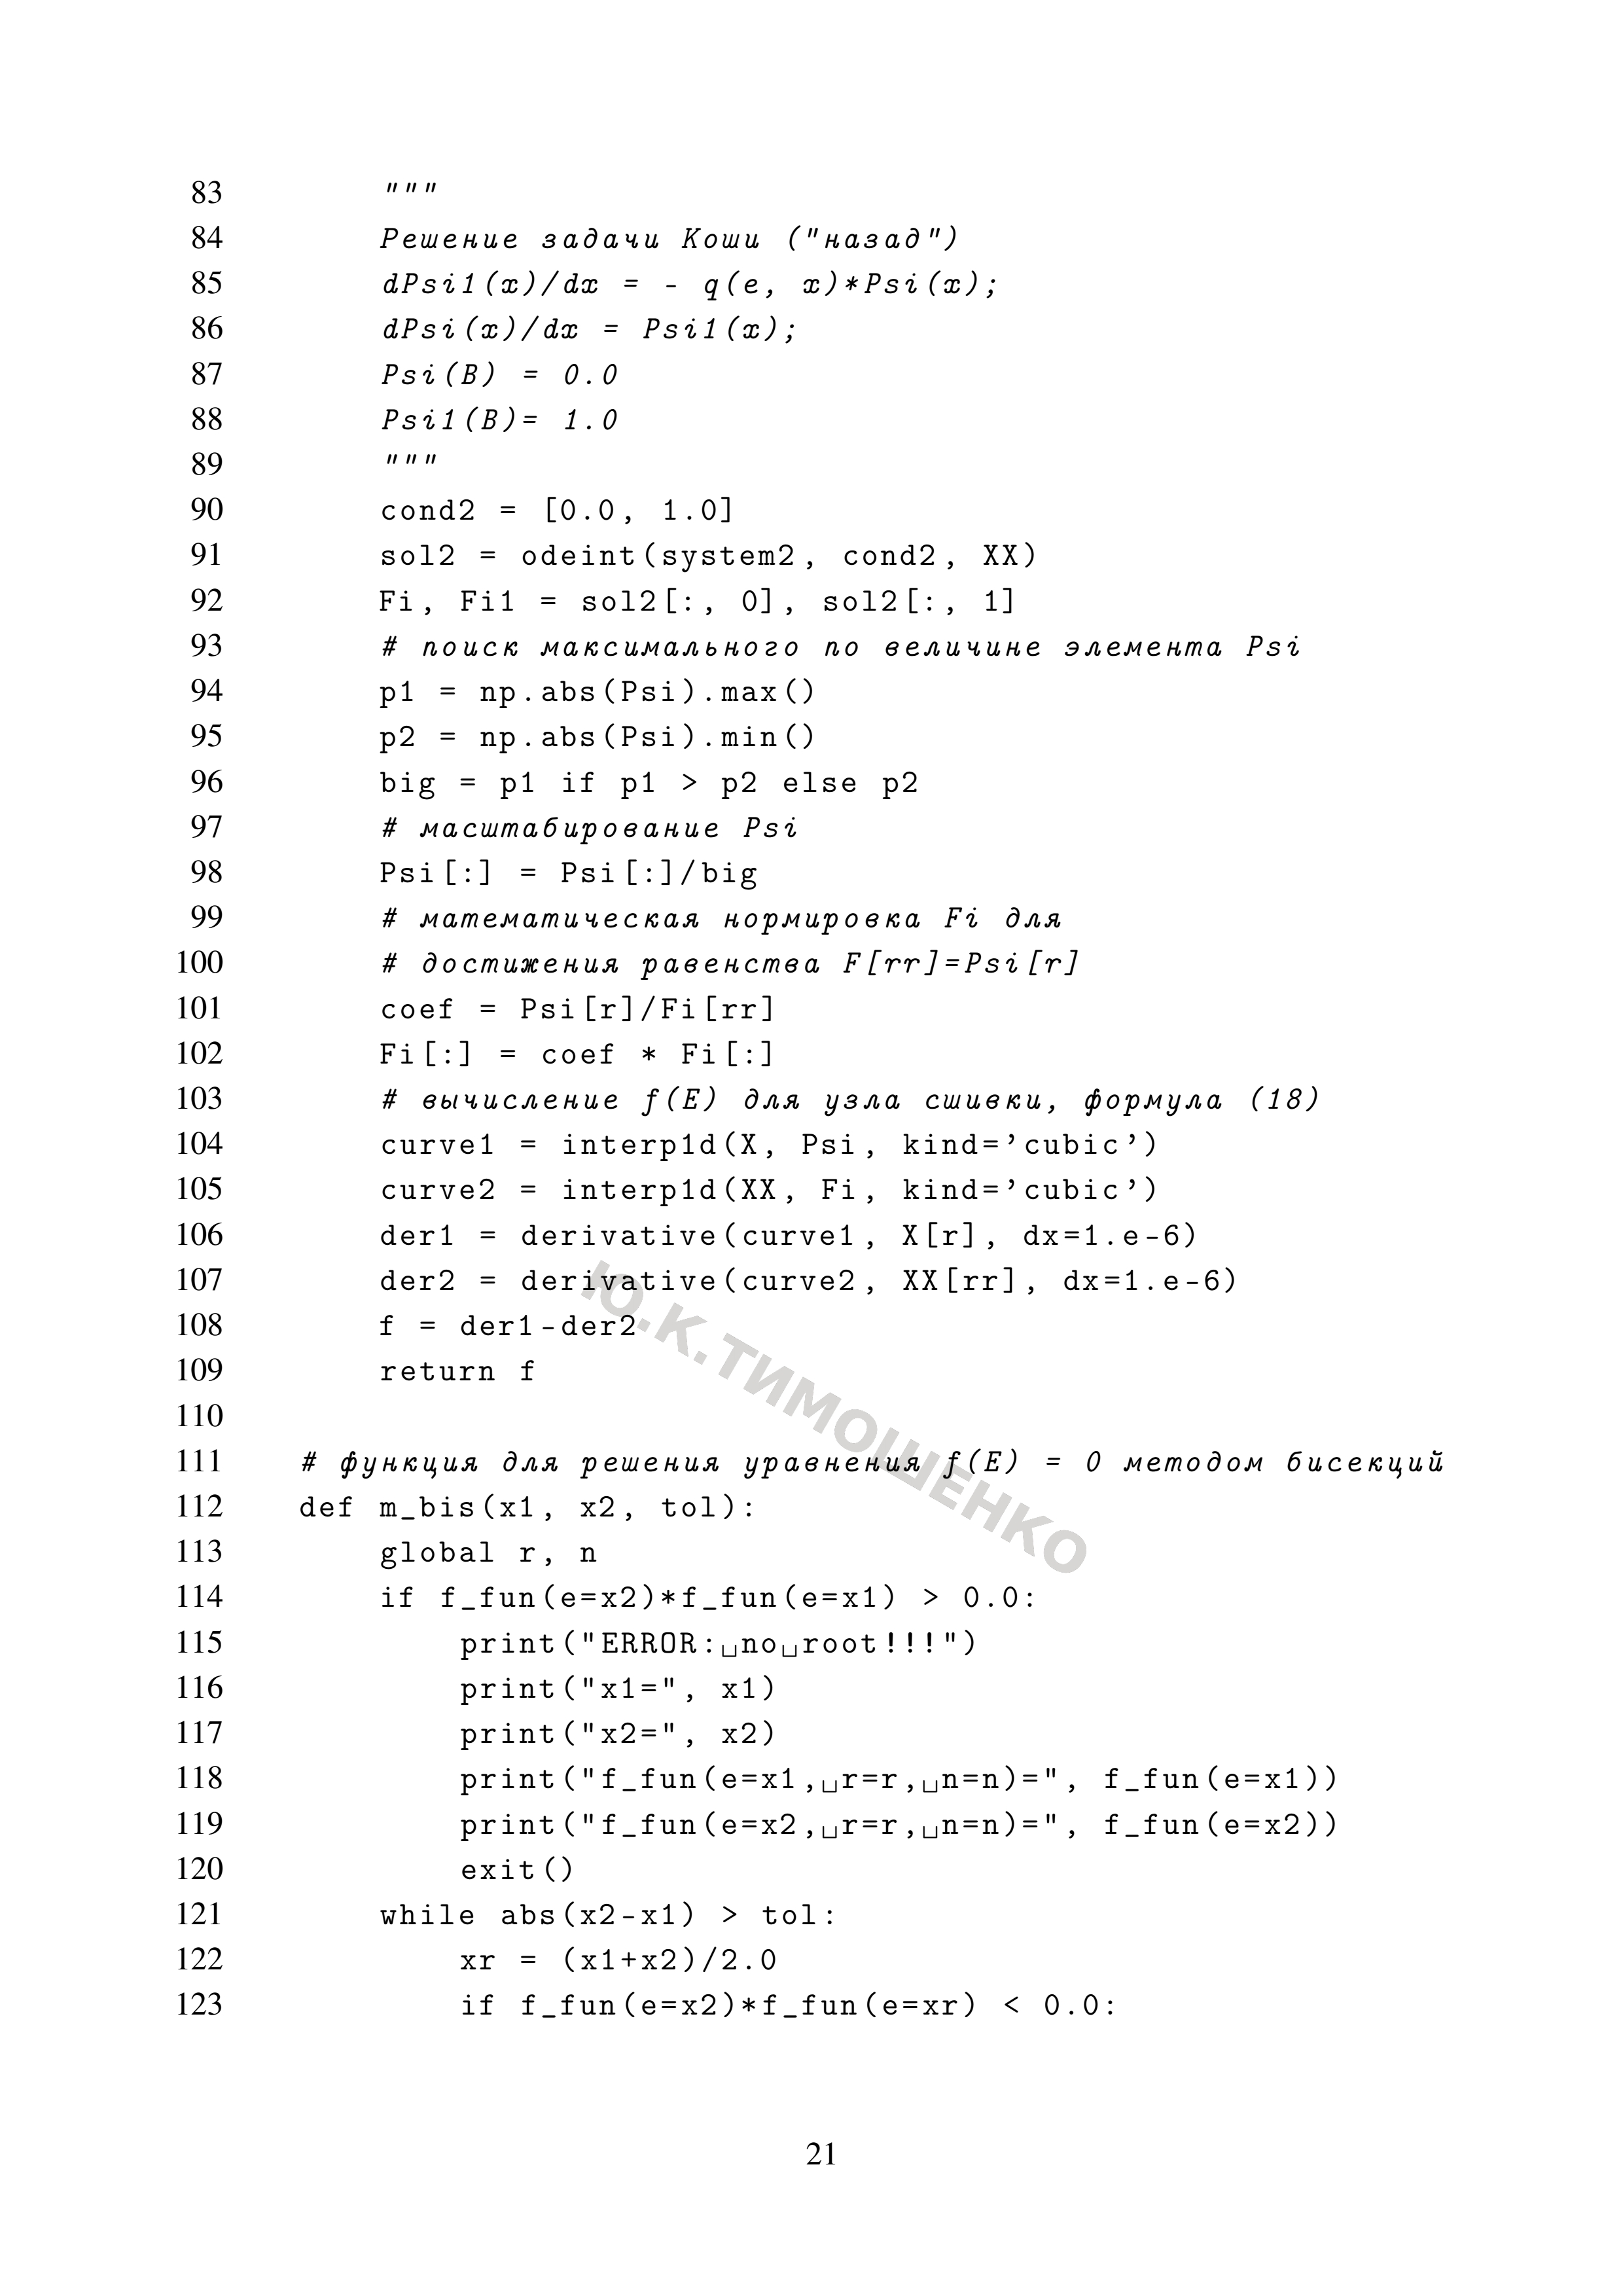 83 """
84 Решение задачи Коши ("назад")
85 dPsi1(x)/dx = - q(e, x)*Psi(x);
86 dPsi(x)/dx = Psi1(x);
87 Psi(B) = 0.0
88 Psi1(B)= 1.0
89 """
90 cond2 = [0.0, 1.0]
91 sol2 = odeint(system2, cond2, XX)
92 Fi, Fi1 = sol2[:, 0], sol2[:, 1]
93 # поиск максимального по величине элемента Psi
94 p1 = np.abs(Psi).max()
95 p2 = np.abs(Psi).min()
96 big = p1 if p1 > p2 else p2
97 # масштабирование Psi
98 Psi[:] = Psi[:]/big
99 # математическая нормировка Fi для
100 # достижения равенства F[rr]=Psi[r]
101 coef = Psi[r]/Fi[rr]
102 Fi[:] = coef * Fi[:]
103 # вычисление f(E) для узла сшивки, формула (18)
104 curve1 = interp1d(X, Psi, kind='cubic')
105 curve2 = interp1d(XX, Fi, kind='cubic')
106 der1 = derivative(curve1, X[r], dx=1.e-6)
107 der2 = derivative(curve2, XX[rr], dx=1.e-6)
108 f = der1-der2
109 return f
110
111 # функция для решения уравнения f(E) = 0 методом бисекций
112 def m_bis(x1, x2, tol):
113 global r, n
114 if f_fun(e=x2)*f_fun(e=x1) > 0.0:
115 print("ERROR:␣no␣root!!!")
116 print("x1=", x1)
117 print("x2=", x2)
118 print("f_fun(e=x1,␣r=r,␣n=n)=", f_fun(e=x1))
119 print("f_fun(e=x2,␣r=r,␣n=n)=", f_fun(e=x2))
120 exit()
121 while abs(x2-x1) > tol:
122 xr = (x1+x2)/2.0
123 if f_fun(e=x2)*f_fun(e=xr) < 0.0:
Ю.К.ТИМОШЕНКО
21